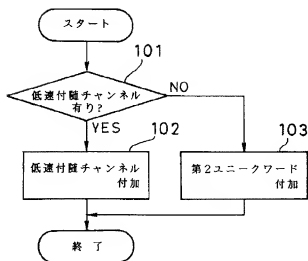 スタート
101
低速付随チャンネル
有り?
NO
YES
102
低速付随チャンネル
付加
103
第2ユニークワード
付加
終了